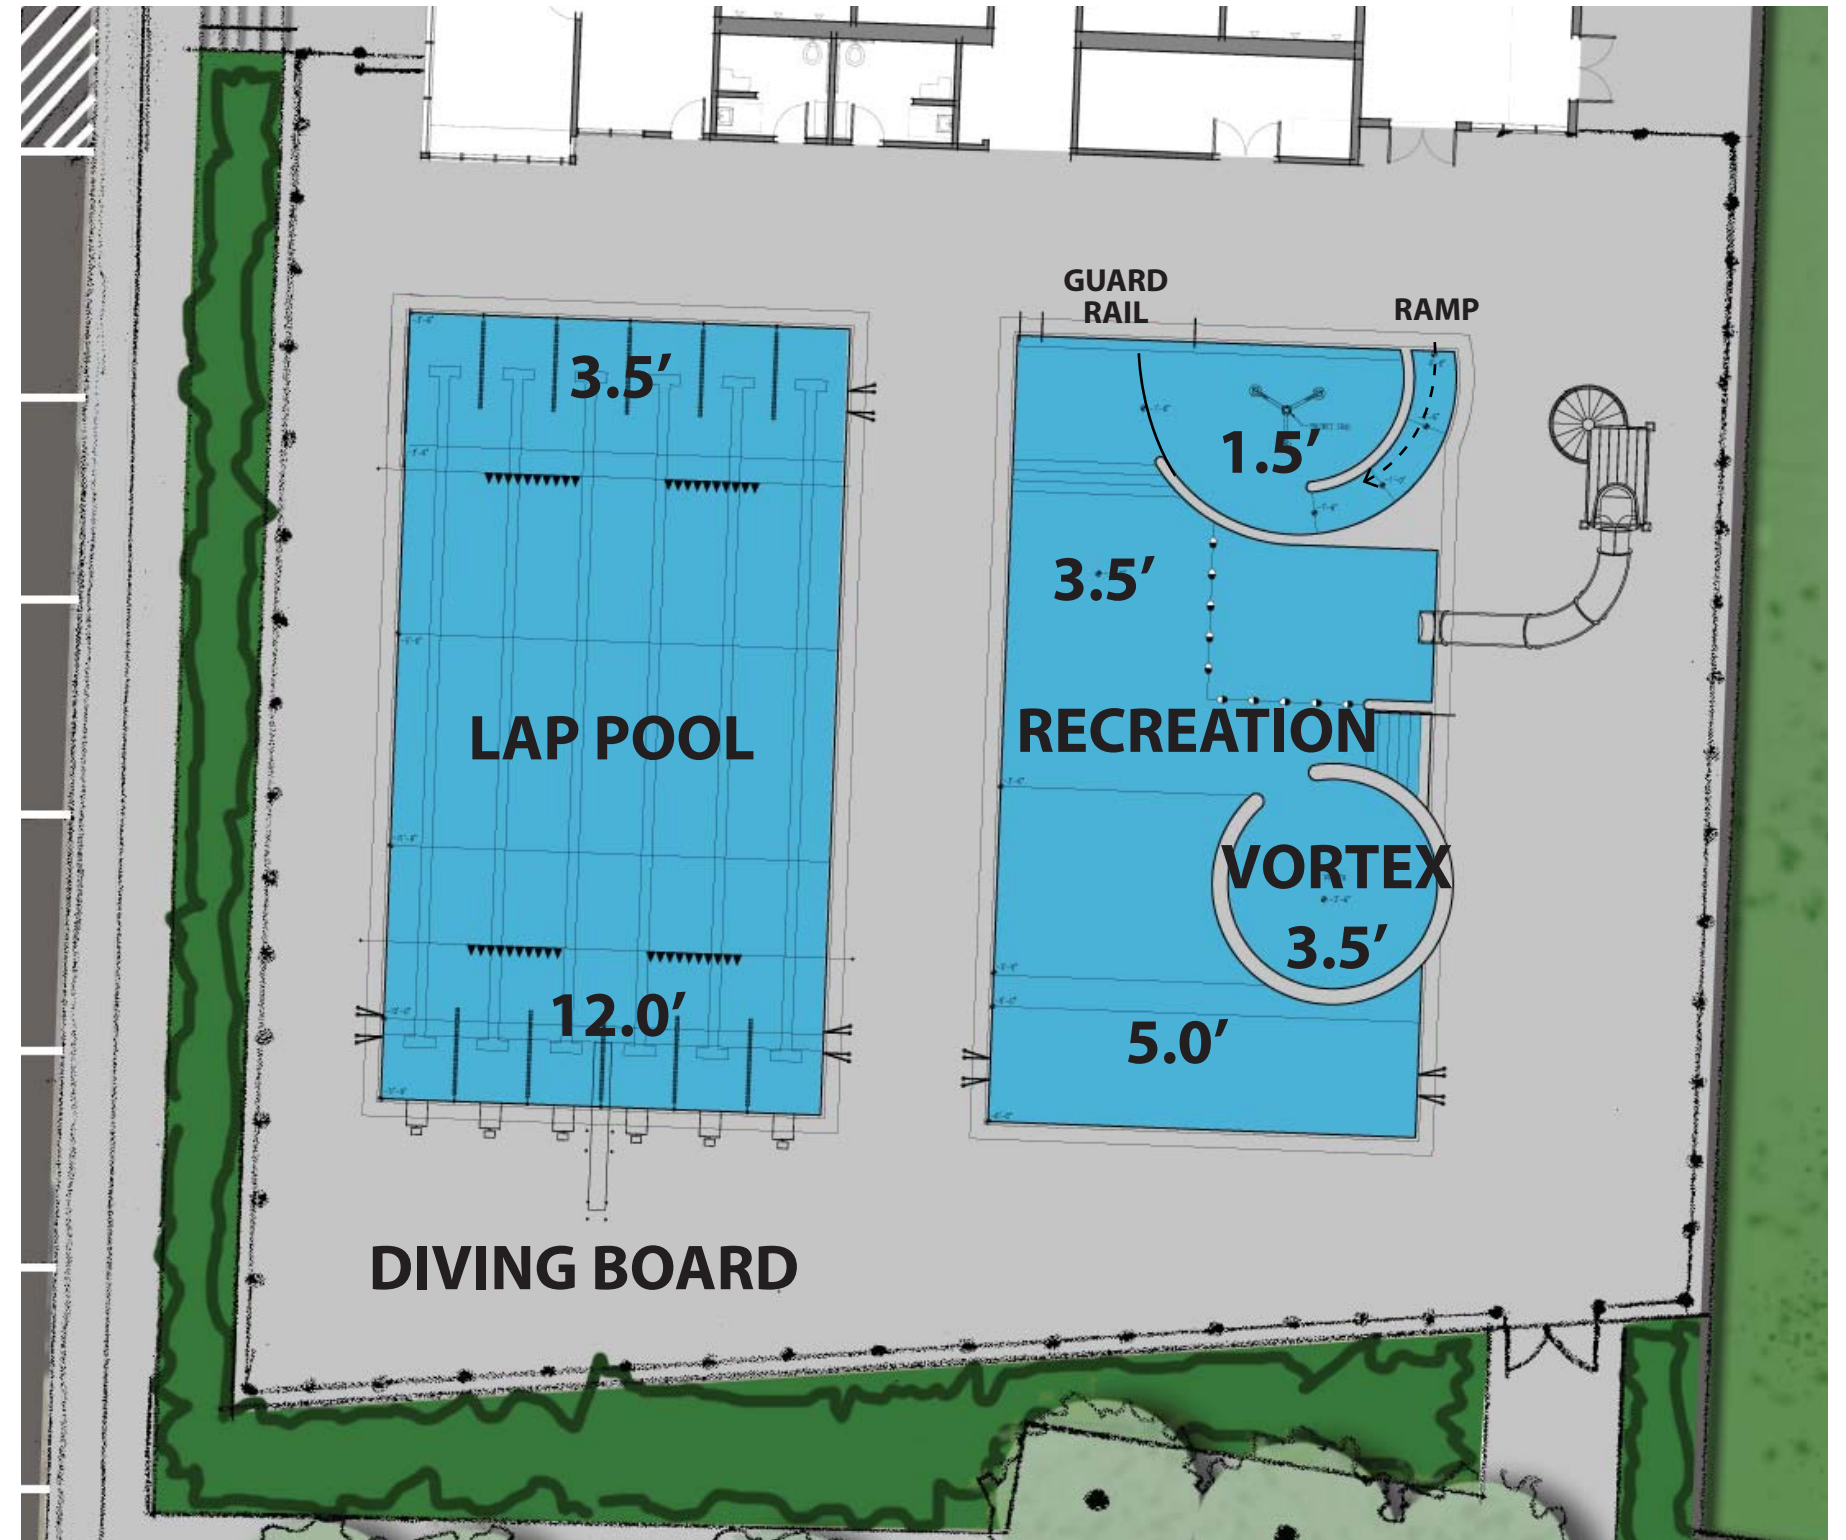 GUARD
RAIL
RAMP
3.5′
1.5′
3.5′
LAP POOL
RECREATION
VORTEX
3.5′
12.0′
5.0′
DIVING BOARD